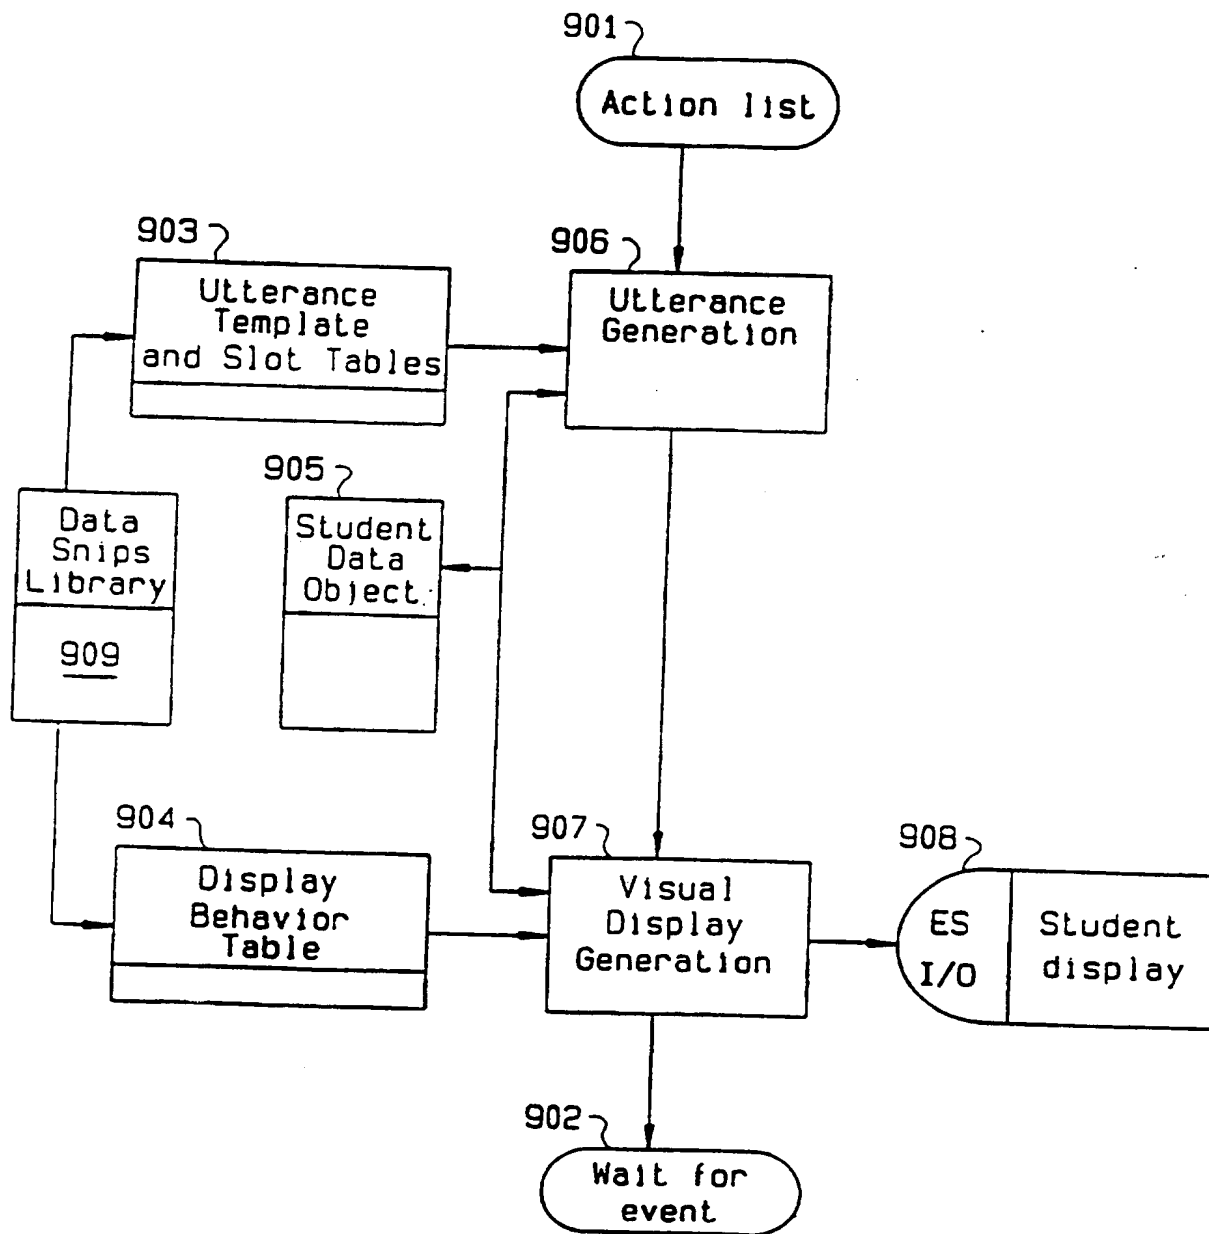 901
Action list
903
Utterance
Template
and Slot Tables
906
Utterance
Generation
905
Student
Data
Object
Data
Snips
Library
909
904
Display
Behavior
Table
907
Visual
Display
Generation
908
ES
I/O
Student
display
902
Wait for
event